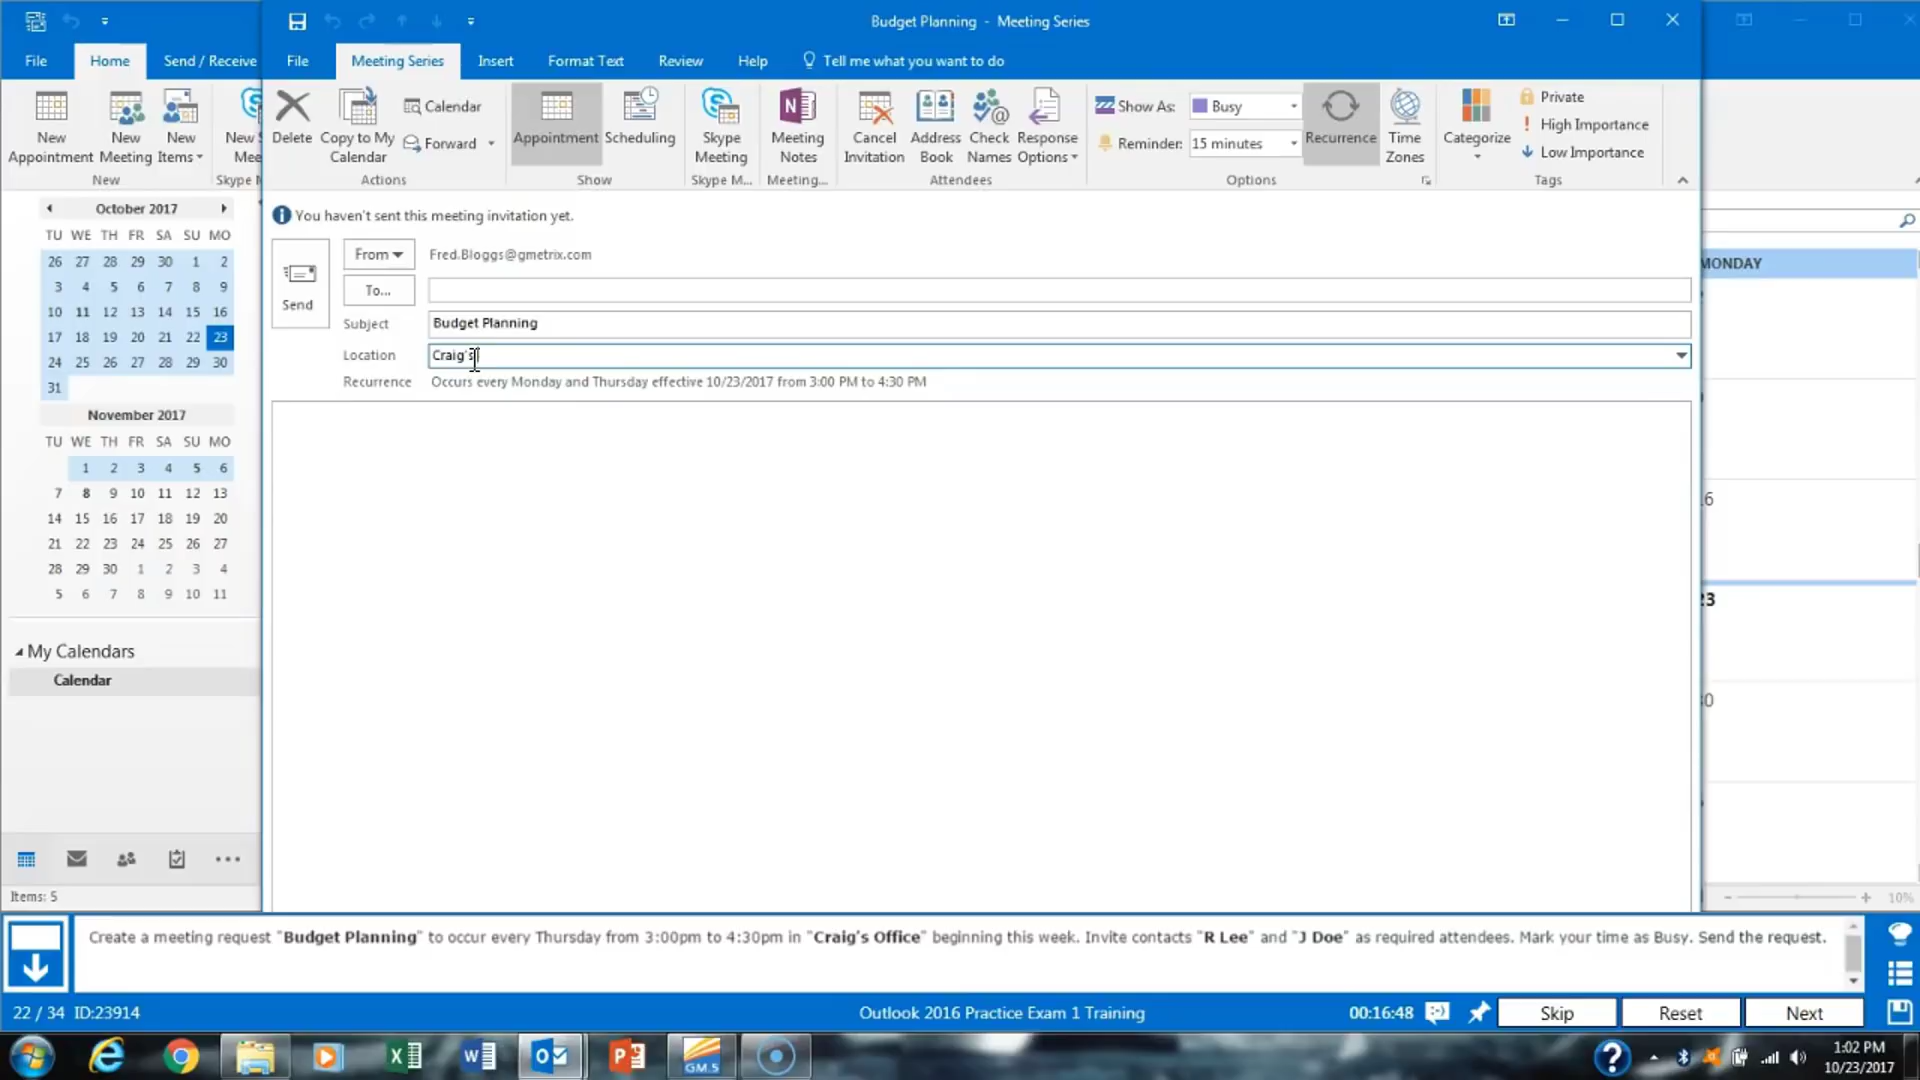 Budget Planning - Meeting Series
File
Home
Send / Receive
File
Meeting Series
Insert
Format Text
Review
Help
Tell me what you want to do
New Appointment
New Meeting
New Items
New
Delete
Copy to My Calendar
Calendar
Forward
Actions
Appointment
Scheduling
Show
Skype Meeting
Skype M...
Meeting Notes
Meeting...
Cancel Invitation
Address Book
Check Names
Response Options
Attendees
Show As:
Busy
Reminder:
15 minutes
Recurrence
Time Zones
Options
Categorize
Private
High Importance
Low Importance
Tags
October 2017
TU WE TH FR SA SU MO
26 27 28 29 30 1 2
3 4 5 6 7 8 9
10 11 12 13 14 15 16
17 18 19 20 21 22 23
24 25 26 27 28 29 30
31
November 2017
TU WE TH FR SA SU MO
1 2 3 4 5 6
7 8 9 10 11 12 13
14 15 16 17 18 19 20
21 22 23 24 25 26 27
28 29 30 1 2 3 4
5 6 7 8 9 10 11
My Calendars
Calendar
Items: 5
You haven't sent this meeting invitation yet.
Send
From
Fred.Bloggs@gmetrix.com
To...
Subject
Budget Planning
Location
Craig's
Recurrence
Occurs every Monday and Thursday effective 10/23/2017 from 3:00 PM to 4:30 PM
MONDAY
23
10%
Create a meeting request "Budget Planning" to occur every Thursday from 3:00pm to 4:30pm in "Craig's Office" beginning this week. Invite contacts "R Lee" and "J Doe" as required attendees. Mark your time as Busy. Send the request.
22 / 34 ID:23914
Outlook 2016 Practice Exam 1 Training
00:16:48
Skip
Reset
Next
GM.5
1:02 PM
10/23/2017